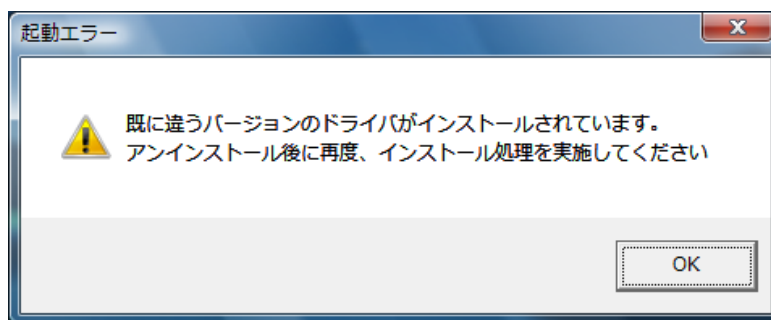 起動エラー
既に違うバージョンのドライバがインストールされています。
アンインストール後に再度、インストール処理を実施してください
OK